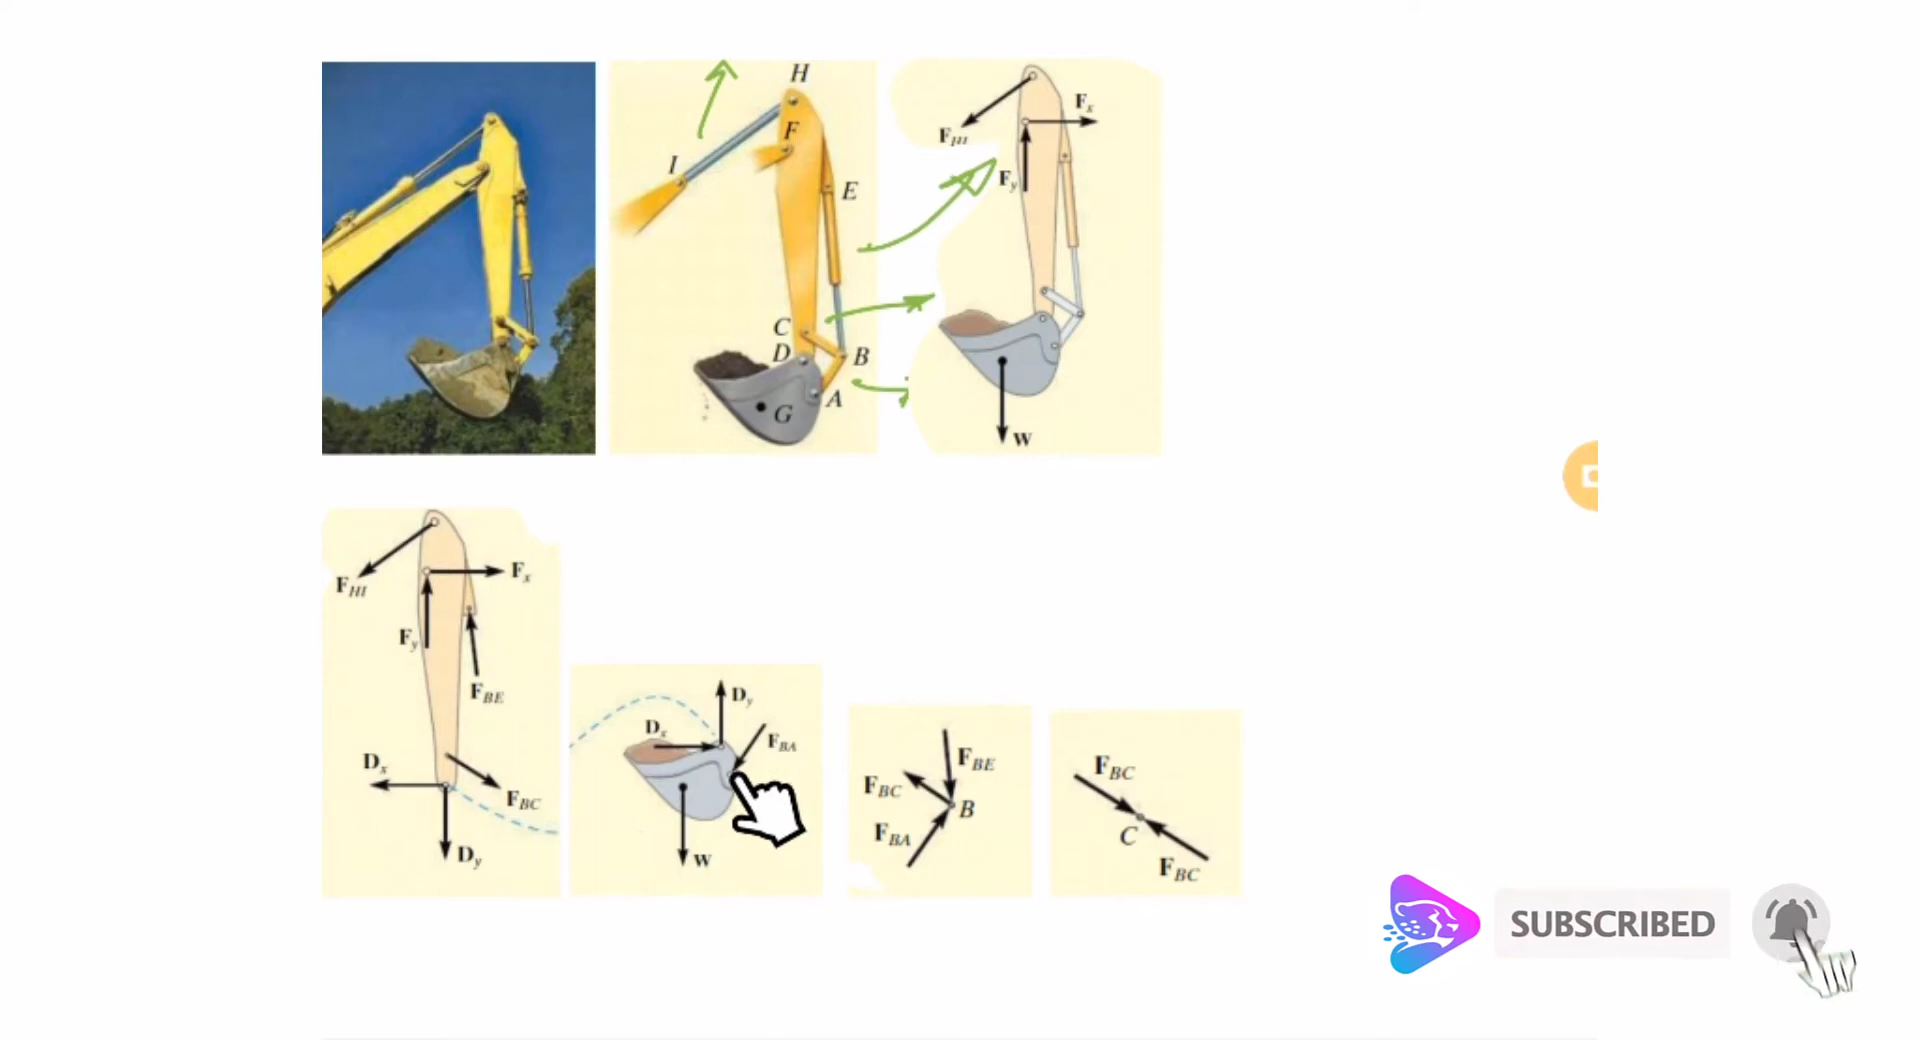 H
F
I
E
C
D
B
A
G
F_HI
F_x
F_y
W
F_HI
F_x
F_y
F_BE
D_x
F_BC
D_y
D_y
D_x
F_BA
W
F_BE
F_BC
B
F_BA
F_BC
C
F_BC
SUBSCRIBED